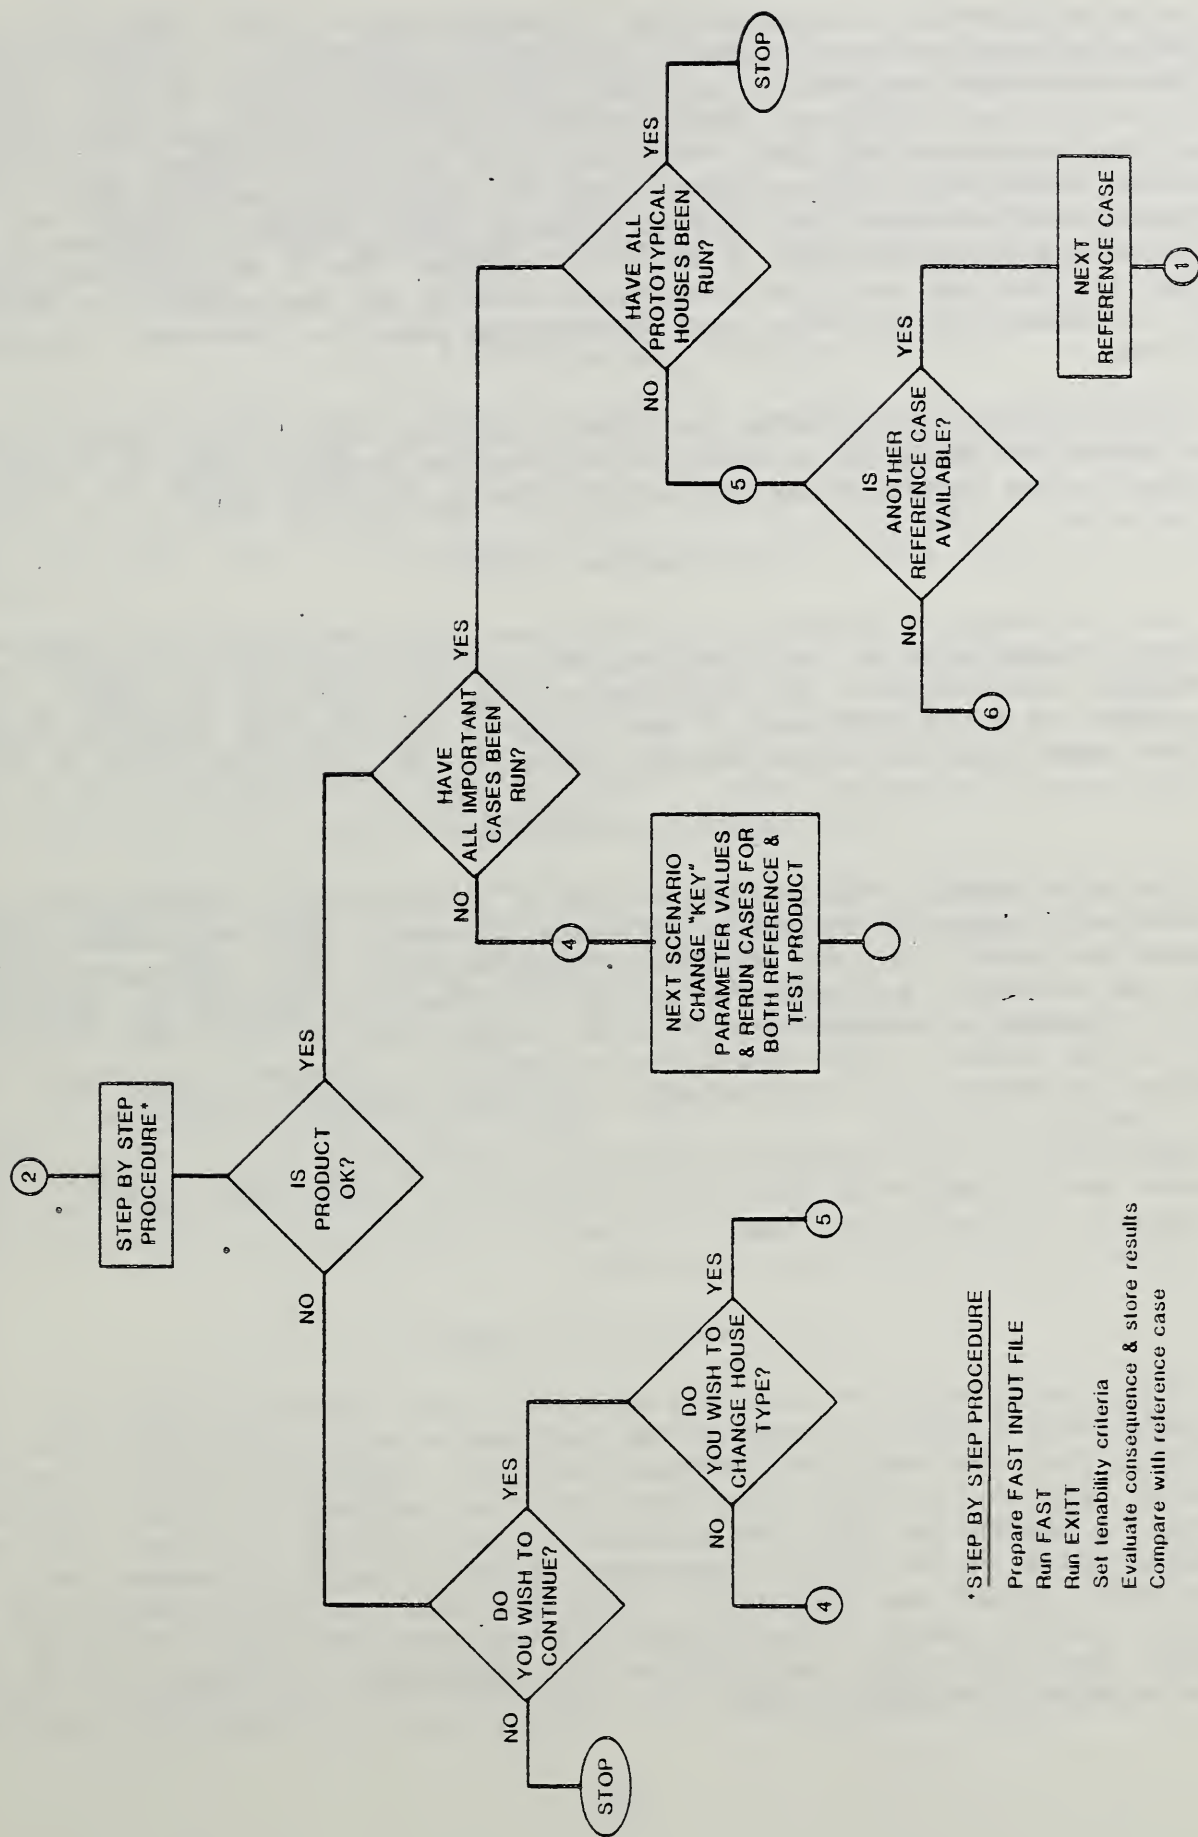 2
STEP BY STEP
PROCEDURE*
IS
PRODUCT
OK?
NO
YES
DO
YOU WISH TO
CONTINUE?
NO
YES
STOP
DO
YOU WISH TO
CHANGE HOUSE
TYPE?
NO
YES
4
5
HAVE
ALL IMPORTANT
CASES BEEN
RUN?
NO
YES
4
NEXT SCENARIO
CHANGE "KEY"
PARAMETER VALUES
& RERUN CASES FOR
BOTH REFERENCE &
TEST PRODUCT
HAVE ALL
PROTOTYPICAL
HOUSES BEEN
RUN?
NO
YES
STOP
5
IS
ANOTHER
REFERENCE CASE
AVAILABLE?
NO
YES
6
NEXT
REFERENCE CASE
1
*STEP BY STEP PROCEDURE
Prepare FAST INPUT FILE
Run FAST
Run EXITT
Set tenability criteria
Evaluate consequence & store results
Compare with reference case